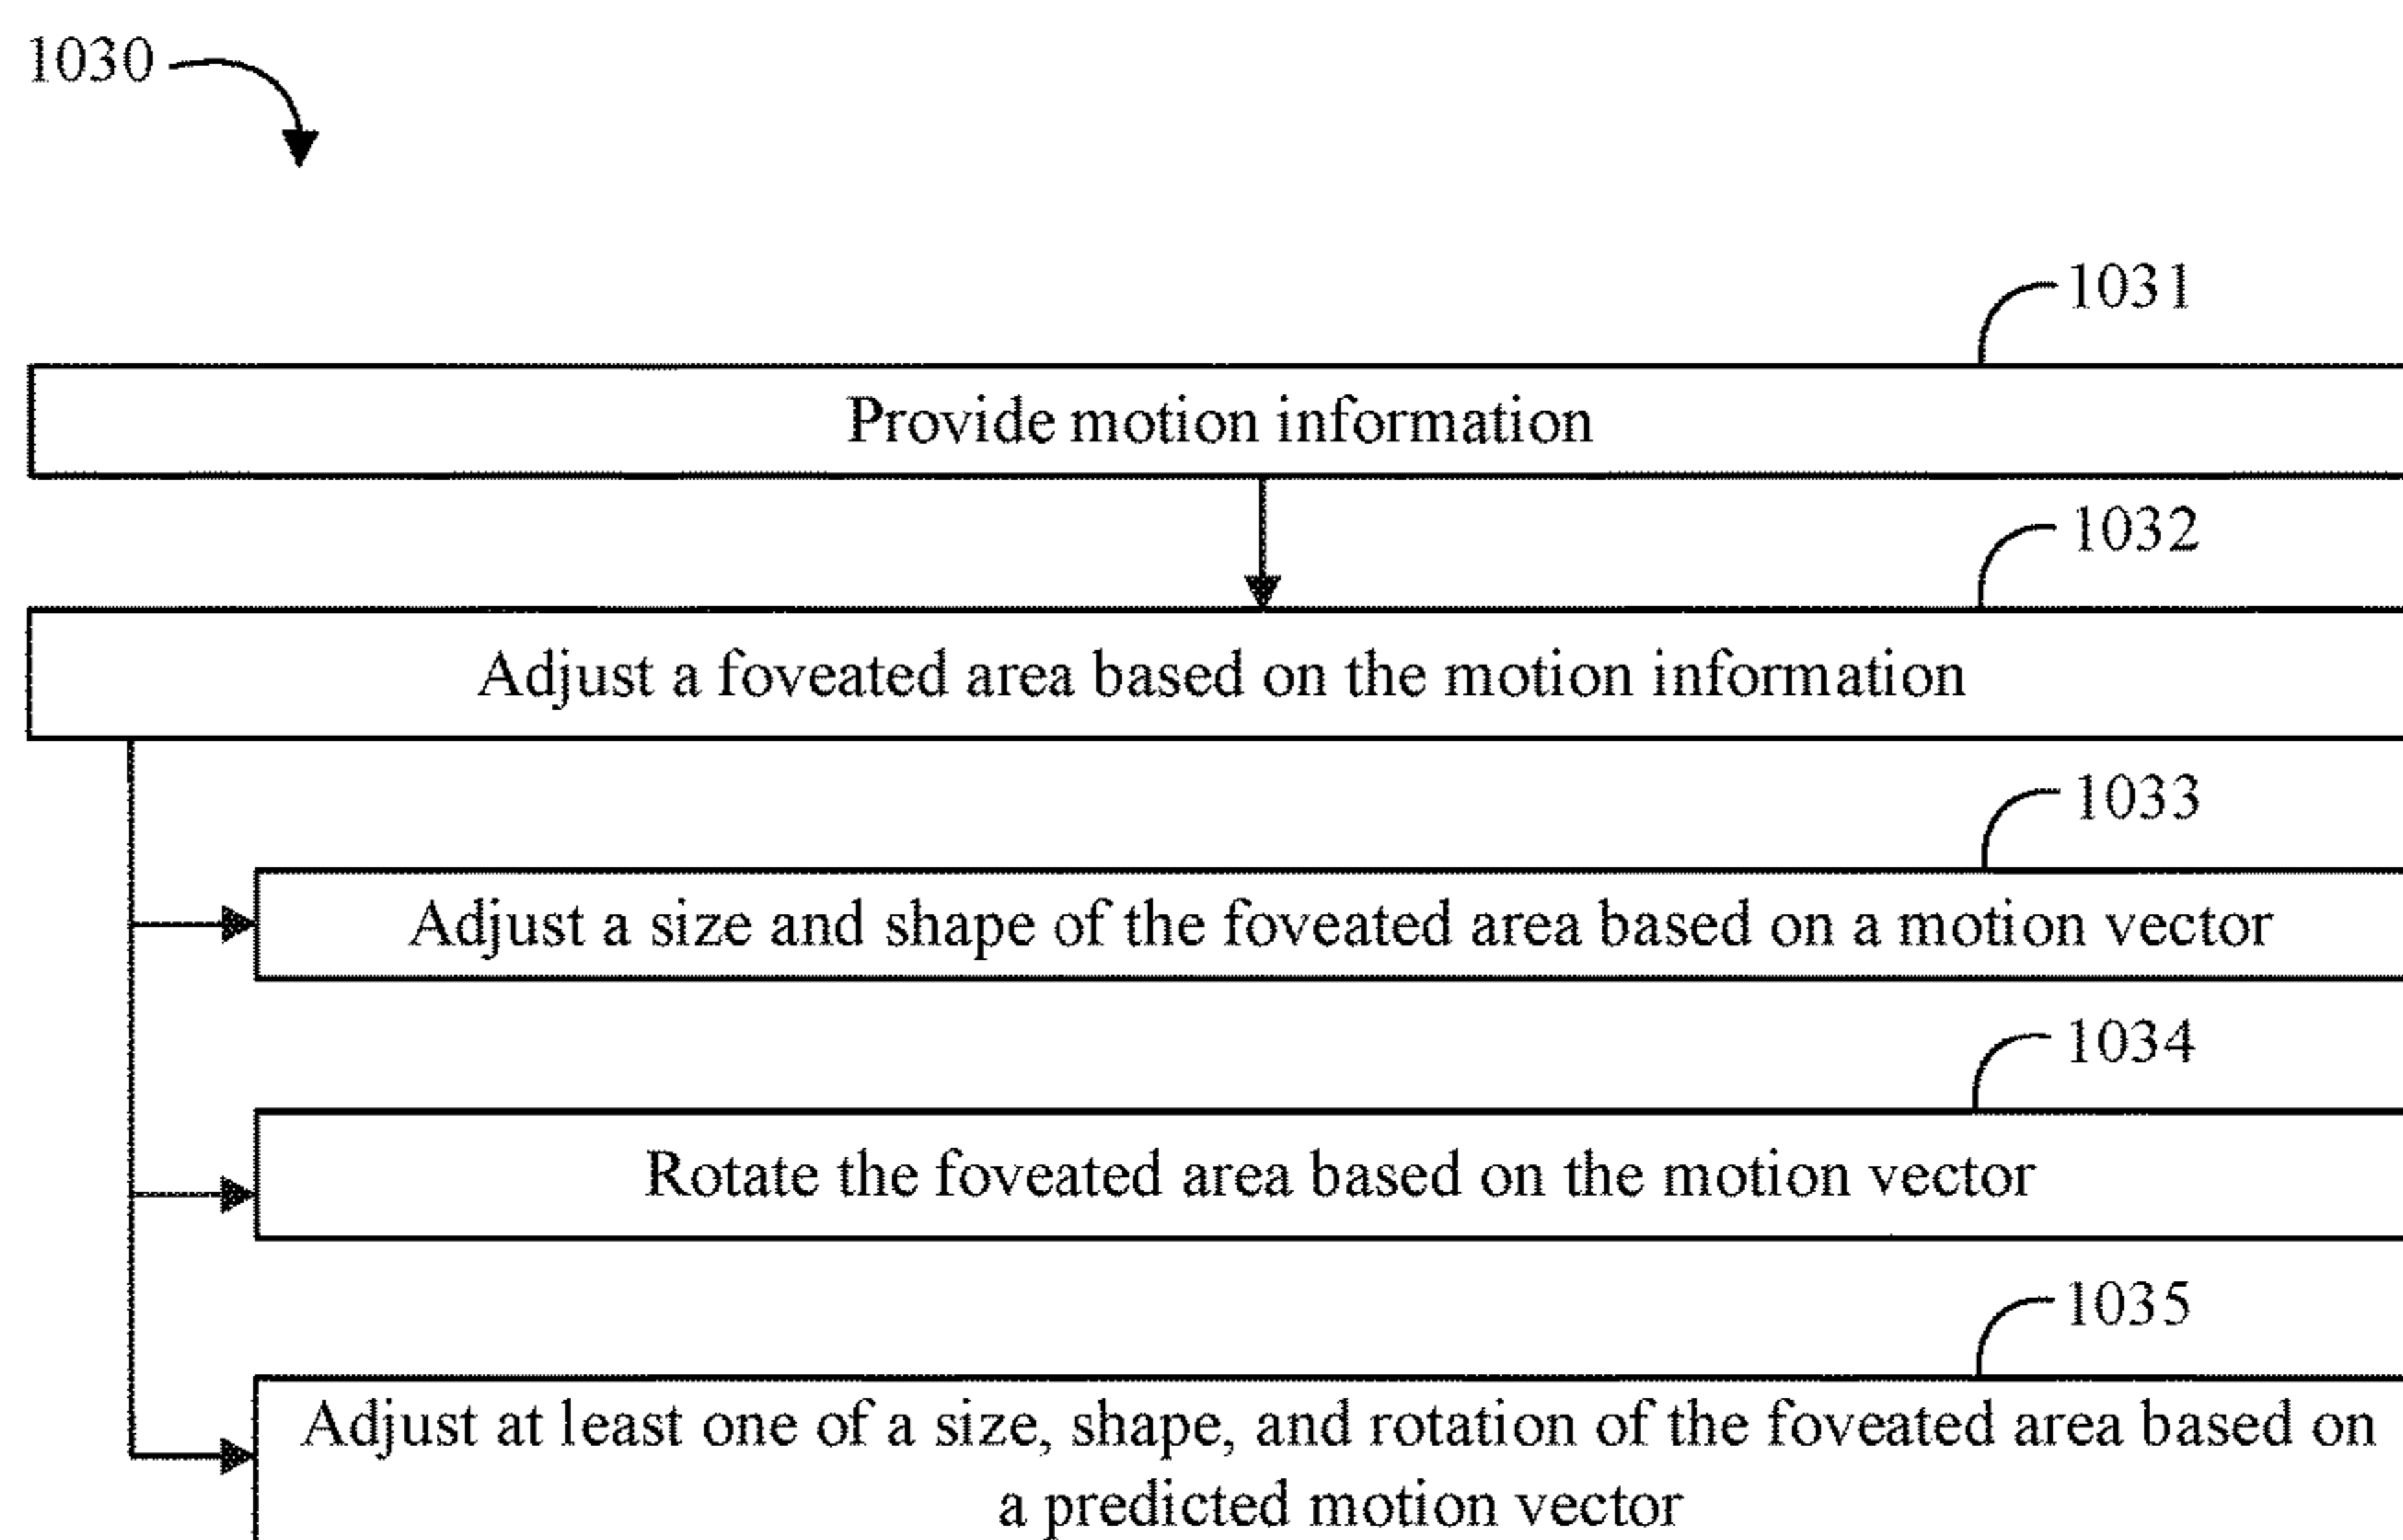 1030
1031
Provide motion information
1032
Adjust a foveated area based on the motion information
1033
Adjust a size and shape of the foveated area based on a motion vector
1034
Rotate the foveated area based on the motion vector
1035
Adjust at least one of a size, shape, and rotation of the foveated area based on
a predicted motion vector